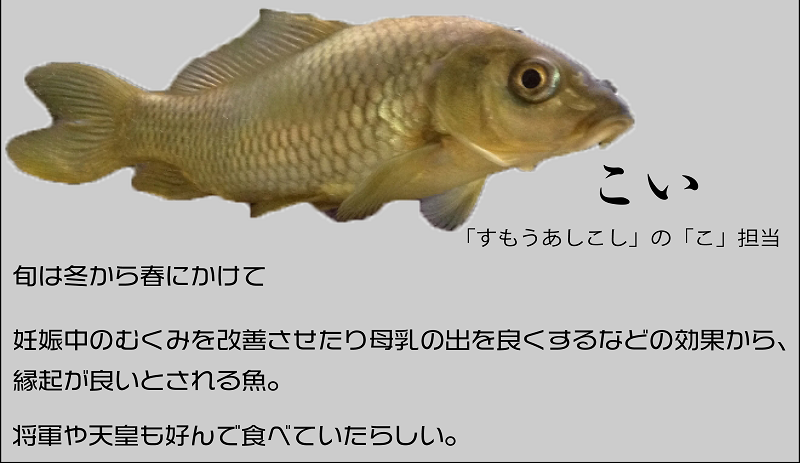 こい
「すもうあしこし」の「こ」担当
旬は冬から春にかけて
妊娠中のむくみを改善させたり母乳の出を良くするなどの効果から、
縁起が良いとされる魚。
将軍や天皇も好んで食べていたらしい。